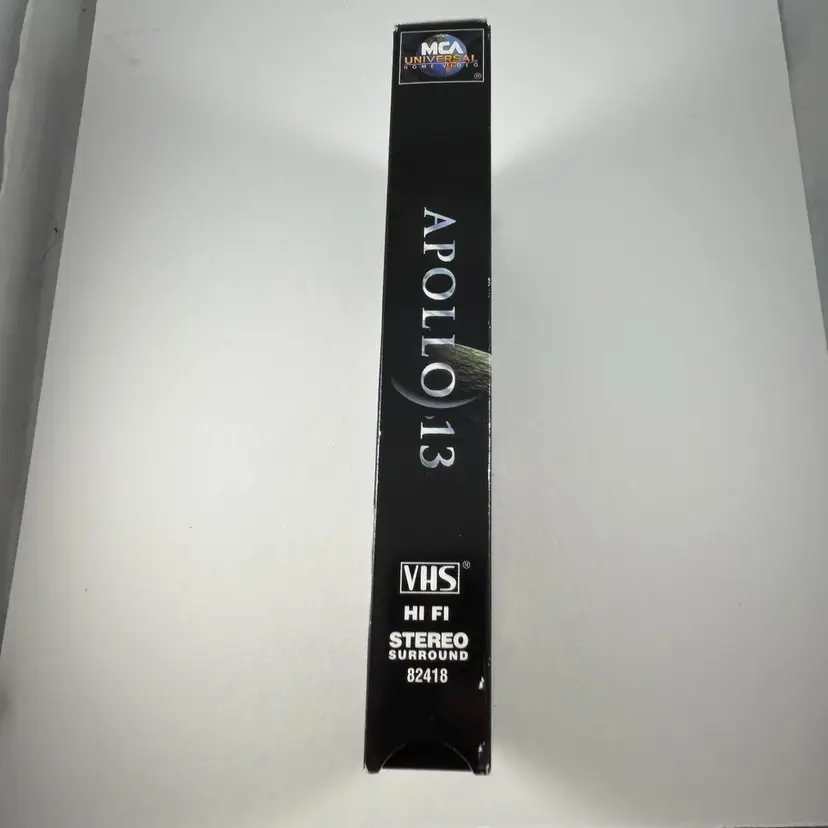 MCA
UNIVERSAL
HOME VIDEO
®
APOLLO 13
VHS®
HI FI
STEREO
SURROUND
82418